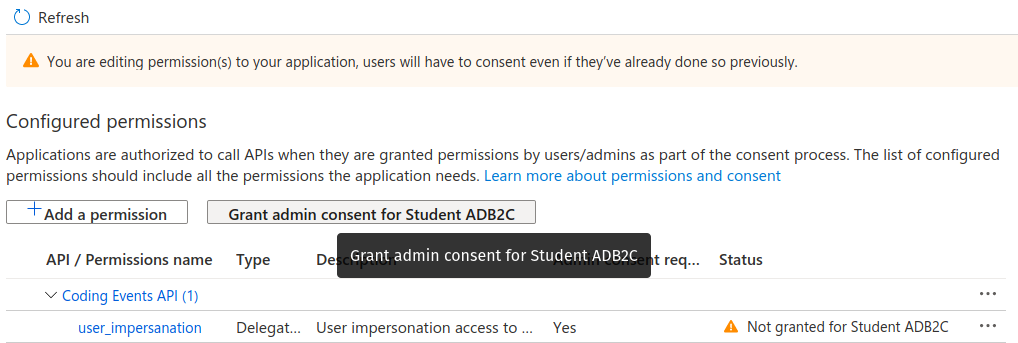 Refresh
You are editing permission(s) to your application, users will have to consent even if they've already done so previously.
Configured permissions
Applications are authorized to call APIs when they are granted permissions by users/admins as part of the consent process. The list of configured
permissions should include all the permissions the application needs. Learn more about permissions and consent
Add a permission Grant admin consent for Student ADB2C
Grant admin consent for Student ADB2C
API / Permissions name Type Description Admin consent req... Status
Coding Events API (1) ...
user_impersanation Delegat... User impersonation access to ... Yes Not granted for Student ADB2C ...